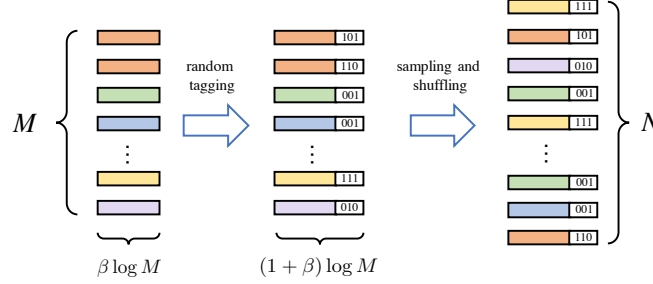 M
β log M
random
tagging
101
110
001
001
111
010
(1 + β) log M
sampling and
shuffling
111
101
010
001
111
001
001
110